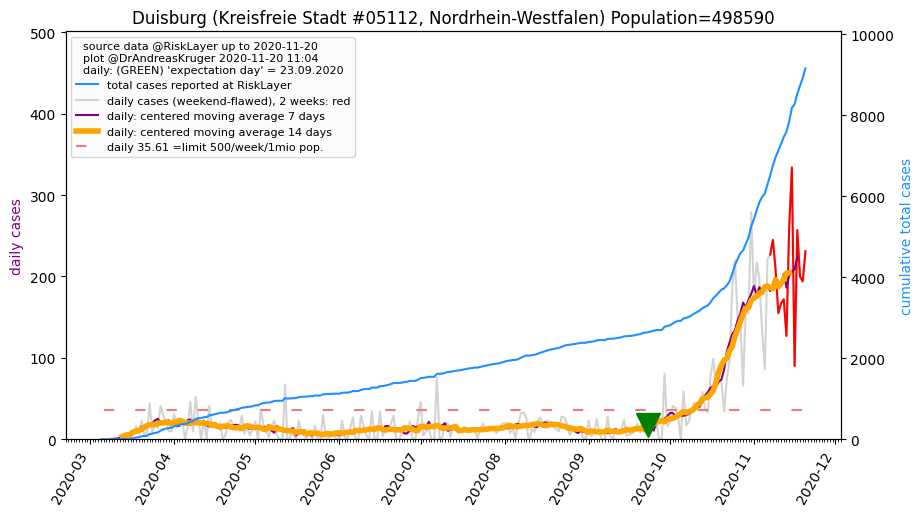 Duisburg (Kreisfreie Stadt #05112, Nordrhein-Westfalen) Population=498590
source data @RiskLayer up to 2020-11-20
plot @DrAndreasKruger 2020-11-20 11:04
daily: (GREEN) 'expectation day' = 23.09.2020
total cases reported at RiskLayer
daily cases (weekend-flawed), 2 weeks: red
daily: centered moving average 7 days
daily: centered moving average 14 days
daily 35.61 =limit 500/week/1mio pop.
daily cases
500
400
300
200
100
0
cumulative total cases
10000
8000
6000
4000
2000
0
2020-03
2020-04
2020-05
2020-06
2020-07
2020-08
2020-09
2020-10
2020-11
2020-12